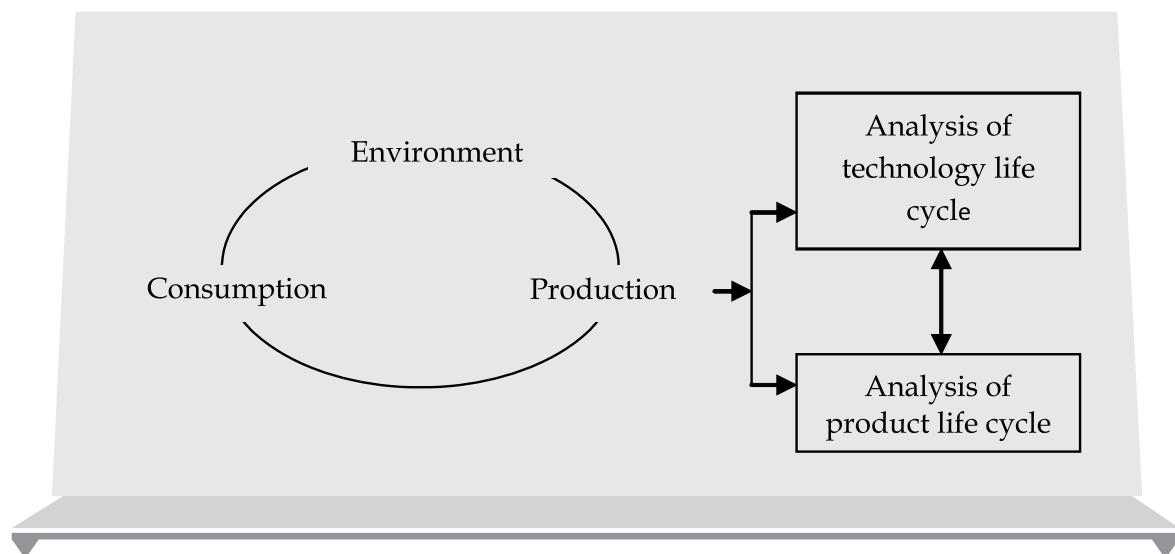 Environment
Consumption
Production
Analysis of
technology life
cycle
Analysis of
product life cycle